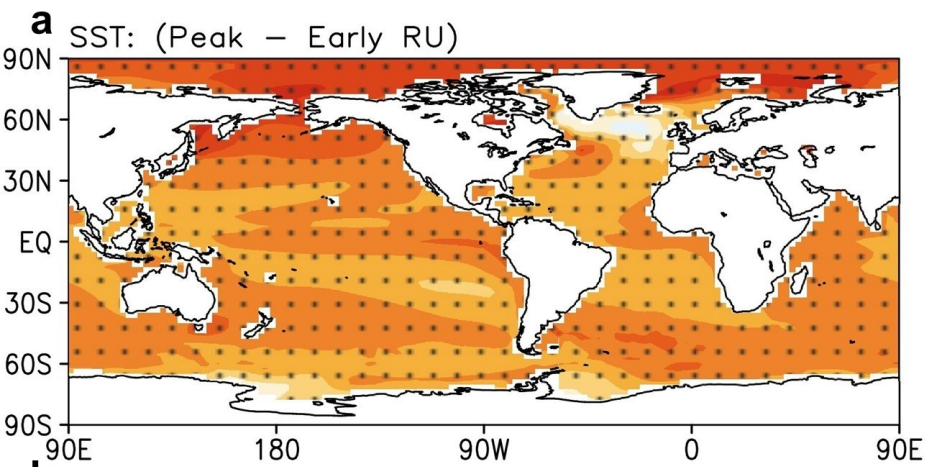 a
SST: (Peak − Early RU)
90N
60N
30N
EQ
30S
60S
90S
90E 180 90W 0 90E